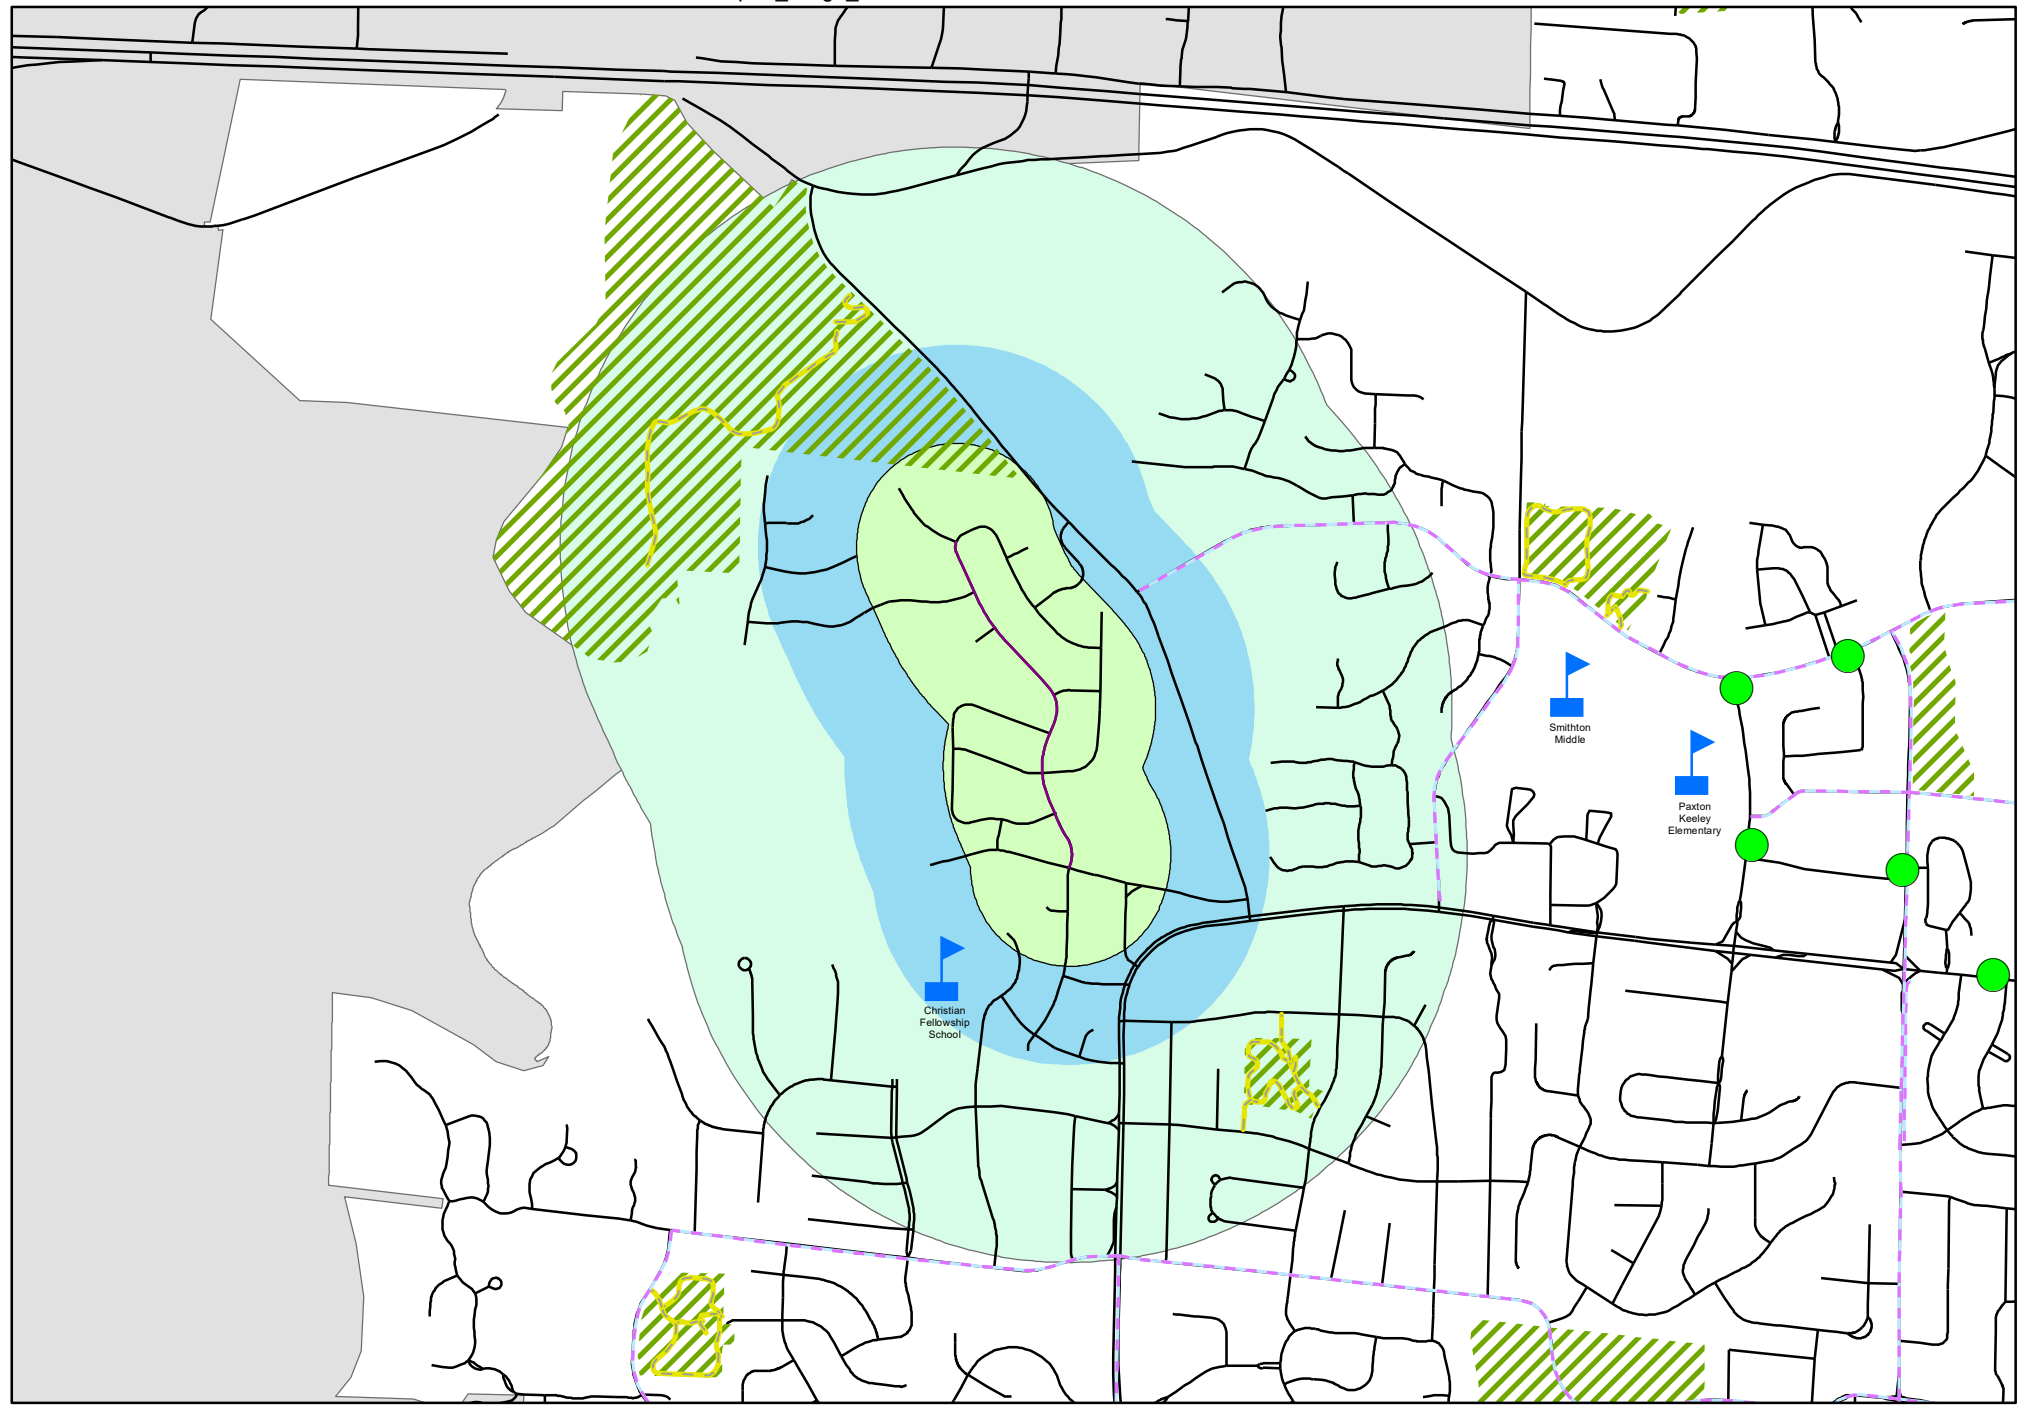 Smithton
Middle
Paxton
Keeley
Elementary
Christian
Fellowship
School